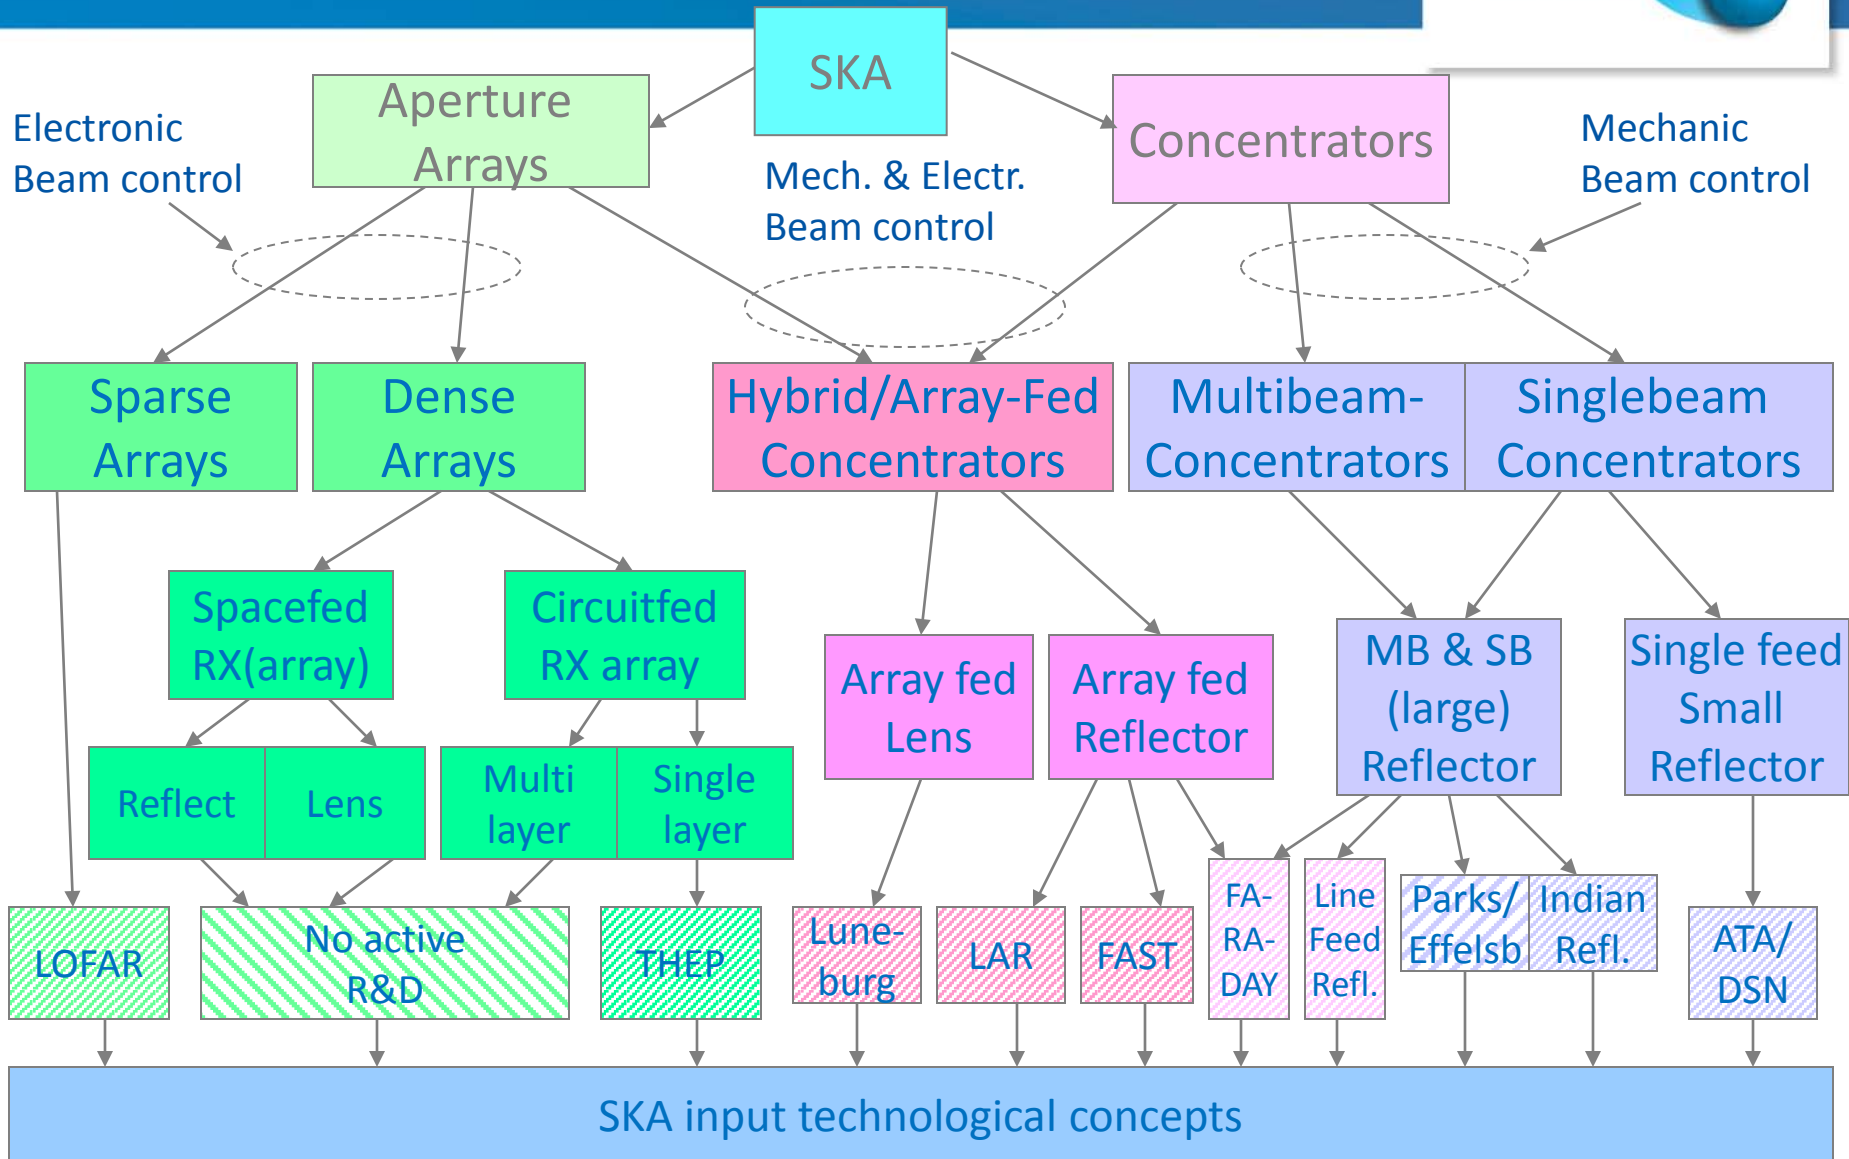 SKA
Aperture
Arrays
Concentrators
Electronic
Beam control
Mech. & Electr.
Beam control
Mechanic
Beam control
Sparse
Arrays
Dense
Arrays
Hybrid/Array-Fed
Concentrators
Multibeam-
Concentrators
Singlebeam
Concentrators
Spacefed
RX(array)
Circuitfed
RX array
Array fed
Lens
Array fed
Reflector
MB & SB
(large)
Reflector
Single feed
Small
Reflector
Reflect
Lens
Multi
layer
Single
layer
LOFAR
No active
R&D
THEP
Lune-
burg
LAR
FAST
FA-
RA-
DAY
Line
Feed
Refl.
Parks/
Effelsb
Indian
Refl.
ATA/
DSN
SKA input technological concepts